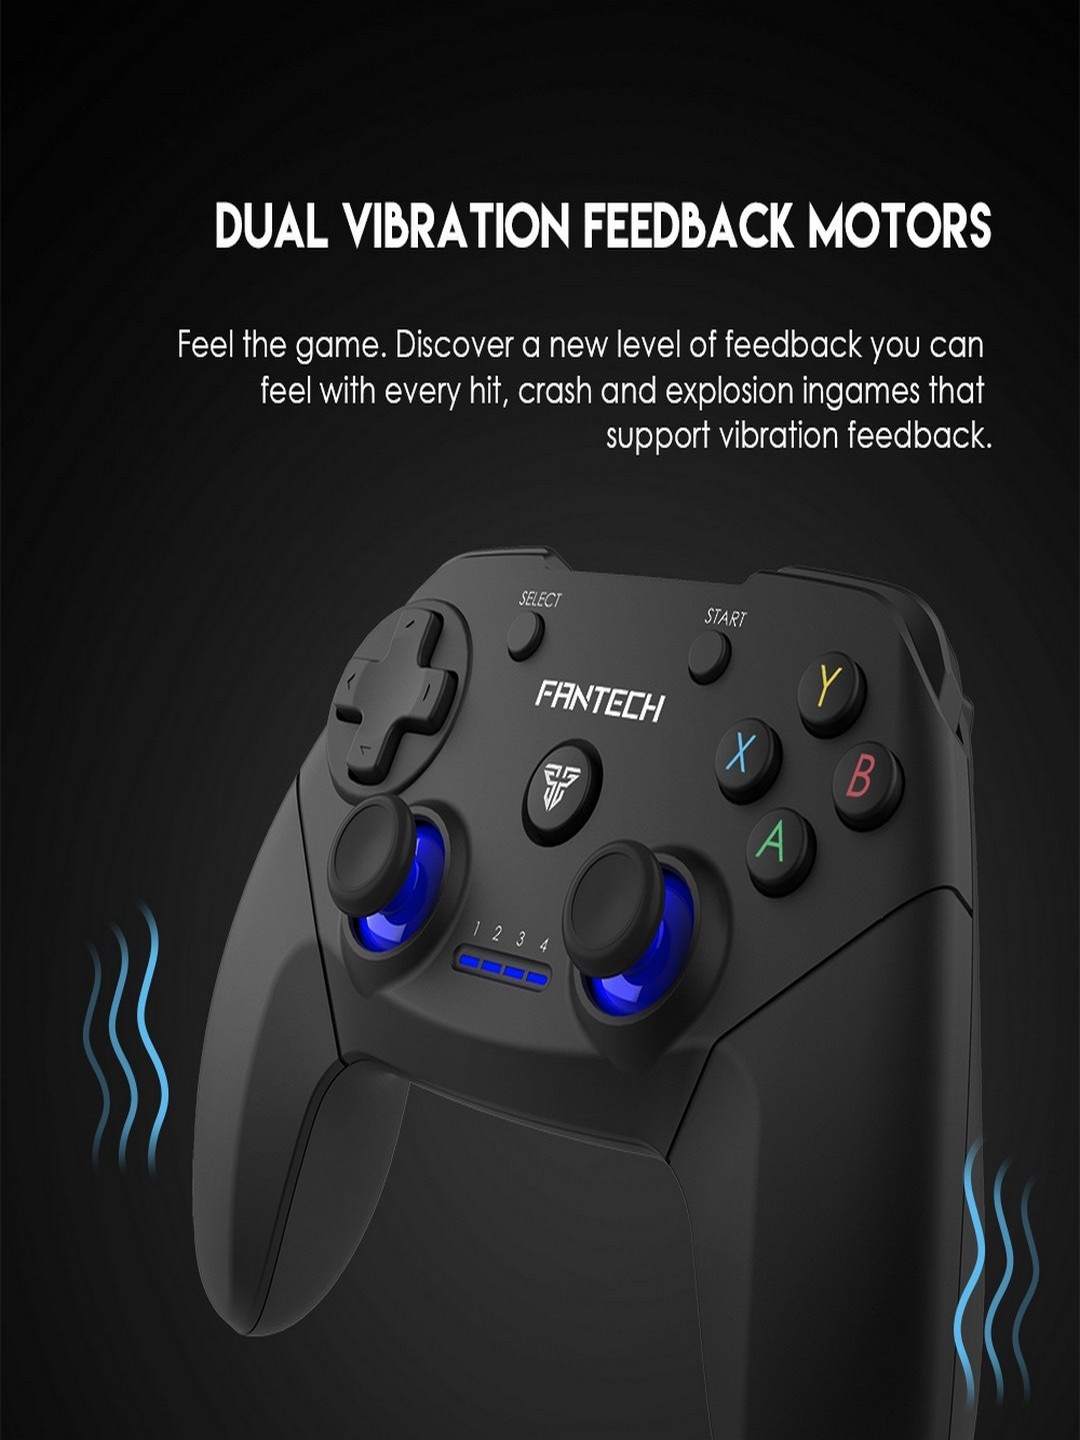 DUAL VIBRATION FEEDBACK MOTORS
Feel the game. Discover a new level of feedback you can
feel with every hit, crash and explosion ingames that
support vibration feedback.
SELECT
START
FANTECH
Y
X
B
A
1 2 3 4